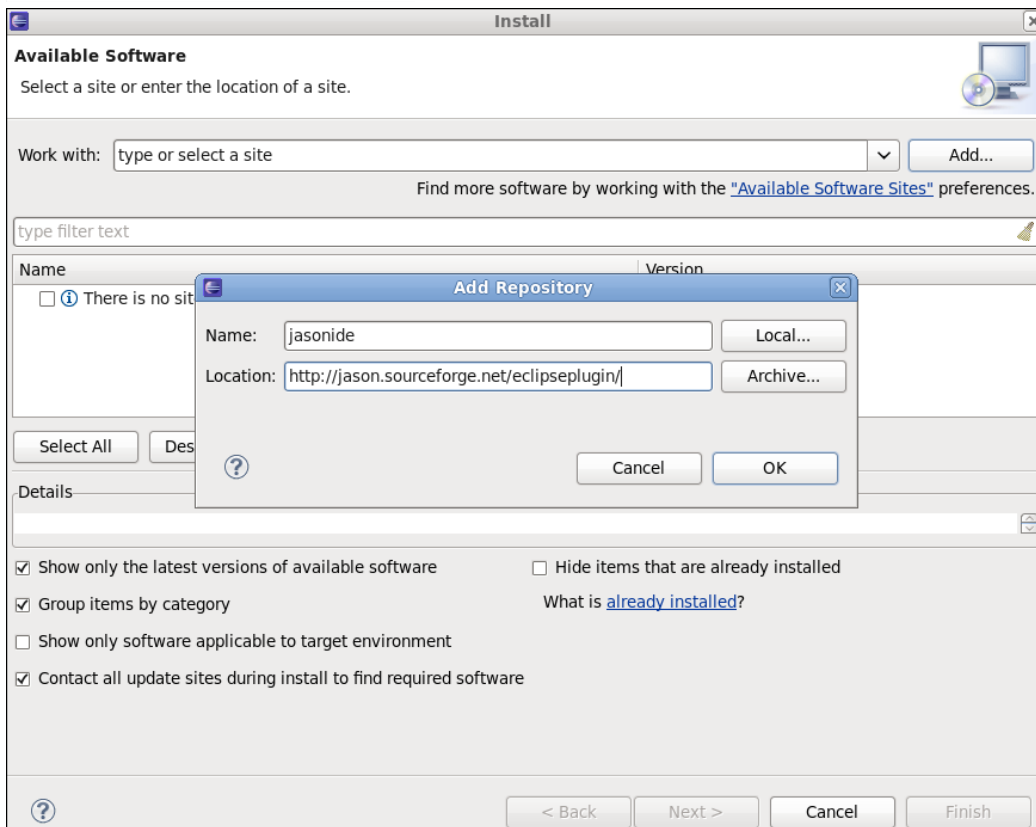 Install
Available Software
Select a site or enter the location of a site.
Work with: type or select a site Add...
Find more software by working with the "Available Software Sites" preferences.
type filter text
Name Version
There is no sit
Add Repository
Name: jasonide Local...
Location: http://jason.sourceforge.net/eclipseplugin/ Archive...
Select All Des
? Cancel OK
Details
Show only the latest versions of available software Hide items that are already installed
Group items by category What is already installed?
Show only software applicable to target environment
Contact all update sites during install to find required software
? < Back Next > Cancel Finish